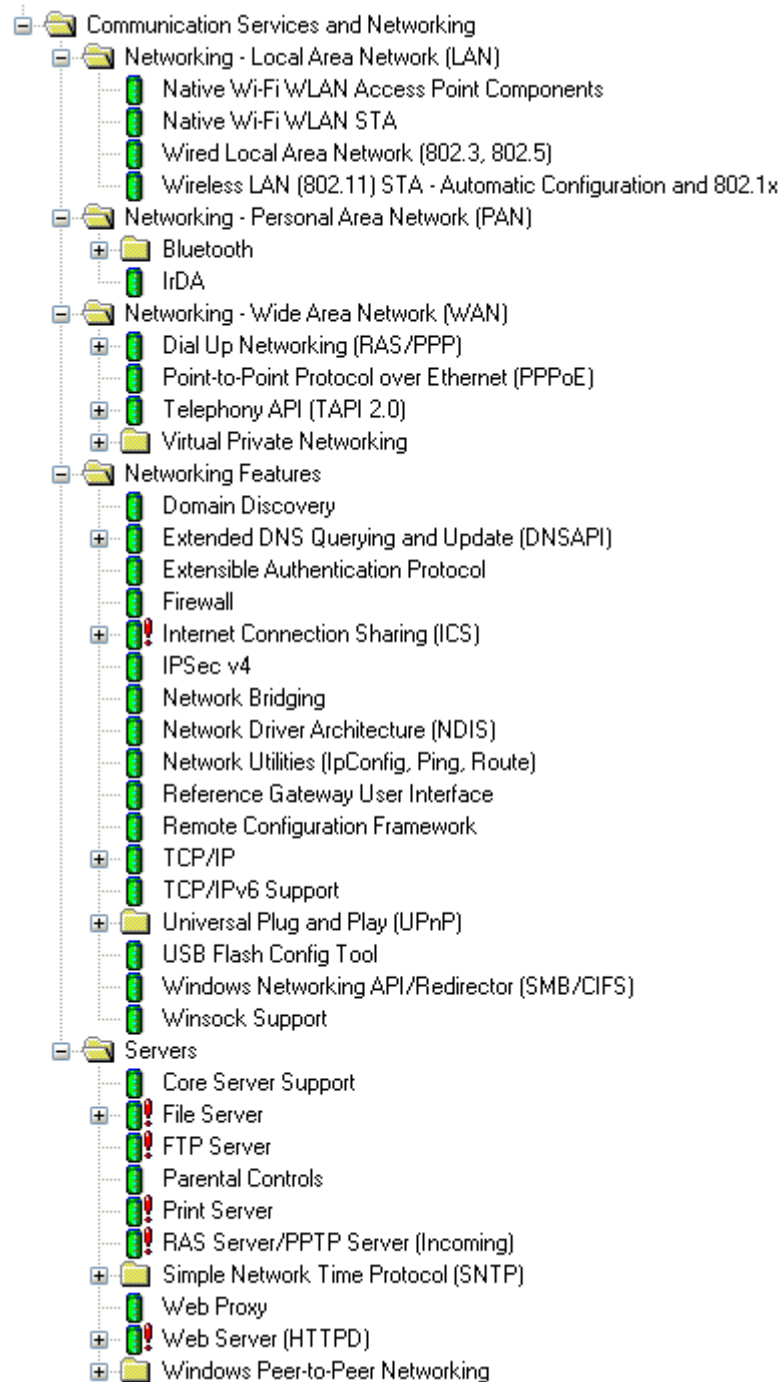 Communication Services and Networking
Networking - Local Area Network (LAN)
Native Wi-Fi WLAN Access Point Components
Native Wi-Fi WLAN STA
Wired Local Area Network (802.3, 802.5)
Wireless LAN (802.11) STA - Automatic Configuration and 802.1x
Networking - Personal Area Network (PAN)
Bluetooth
IrDA
Networking - Wide Area Network (WAN)
Dial Up Networking (RAS/PPP)
Point-to-Point Protocol over Ethernet (PPPoE)
Telephony API (TAPI 2.0)
Virtual Private Networking
Networking Features
Domain Discovery
Extended DNS Querying and Update (DNSAPI)
Extensible Authentication Protocol
Firewall
Internet Connection Sharing (ICS)
IPSec v4
Network Bridging
Network Driver Architecture (NDIS)
Network Utilities (IpConfig, Ping, Route)
Reference Gateway User Interface
Remote Configuration Framework
TCP/IP
TCP/IPv6 Support
Universal Plug and Play (UPnP)
USB Flash Config Tool
Windows Networking API/Redirector (SMB/CIFS)
Winsock Support
Servers
Core Server Support
File Server
FTP Server
Parental Controls
Print Server
RAS Server/PPTP Server (Incoming)
Simple Network Time Protocol (SNTP)
Web Proxy
Web Server (HTTPD)
Windows Peer-to-Peer Networking